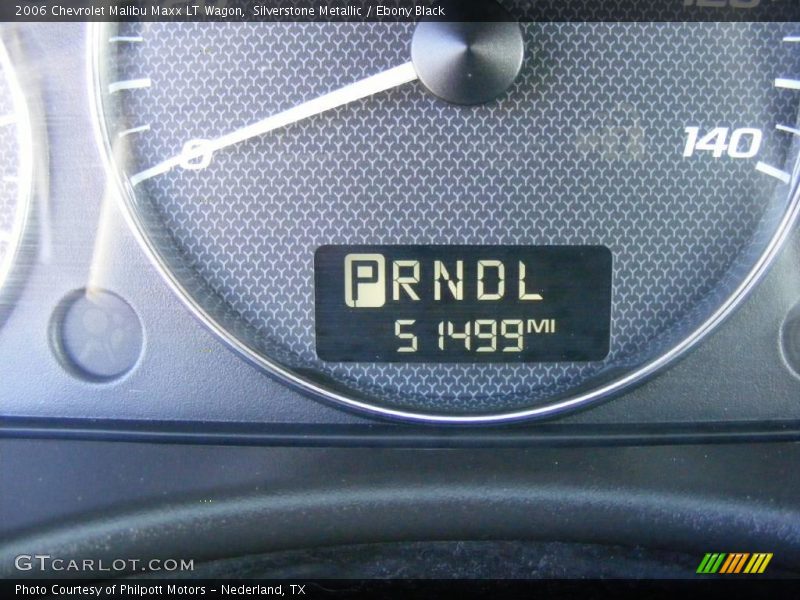 2006 Chevrolet Malibu Maxx LT Wagon, Silverstone Metallic / Ebony Black
0
140
PRNDL
51499 MI
GTCARLOT.COM
Photo Courtesy of Philpott Motors - Nederland, TX